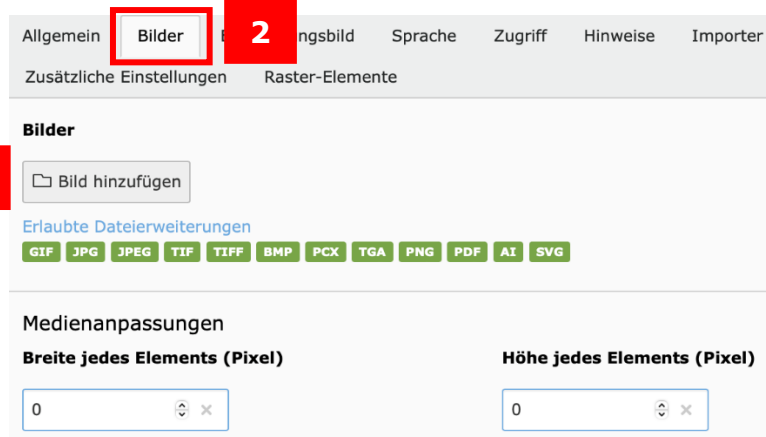 Allgemein Bilder 2 ngsbild Sprache Zugriff Hinweise Importer
Zusätzliche Einstellungen Raster-Elemente
Bilder
Bild hinzufügen
Erlaubte Dateierweiterungen
GIF JPG JPEG TIF TIFF BMP PCX TGA PNG PDF AI SVG
Medienanpassungen
Breite jedes Elements (Pixel) Höhe jedes Elements (Pixel)
0 0